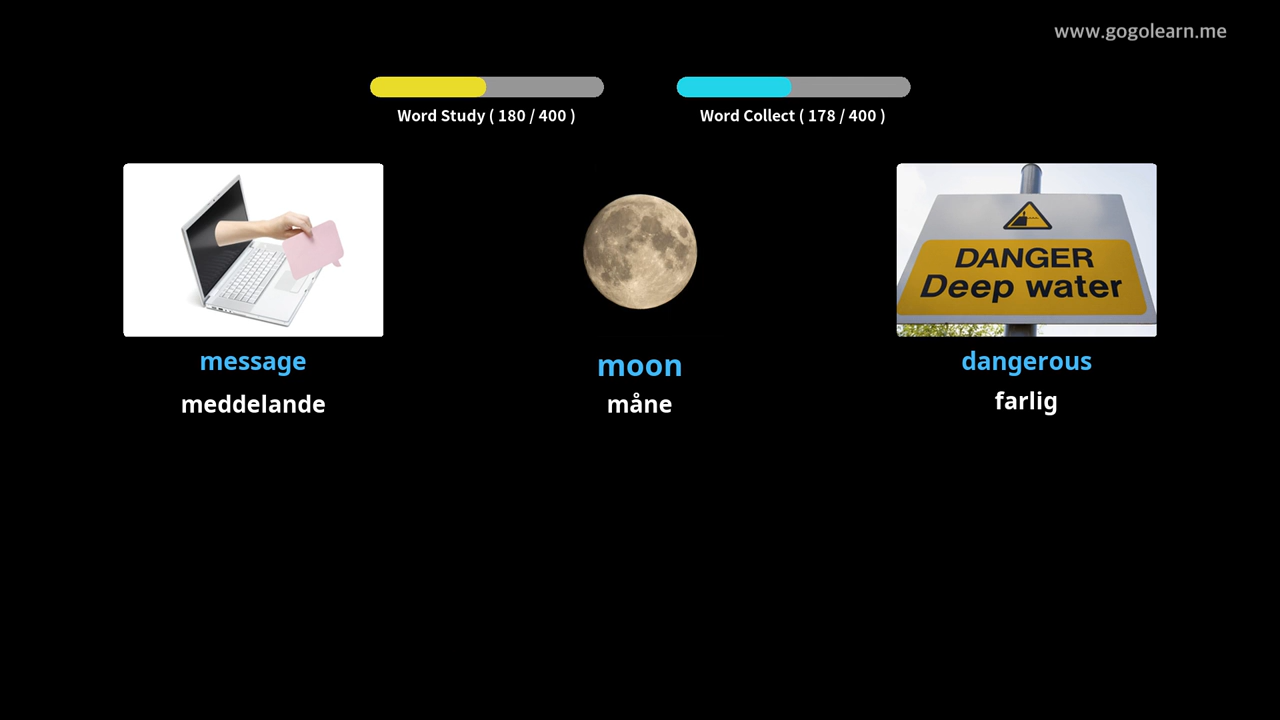 www.gogolearn.me
Word Study ( 180 / 400 )
Word Collect ( 178 / 400 )
DANGER
Deep water
message
moon
dangerous
meddelande
måne
farlig